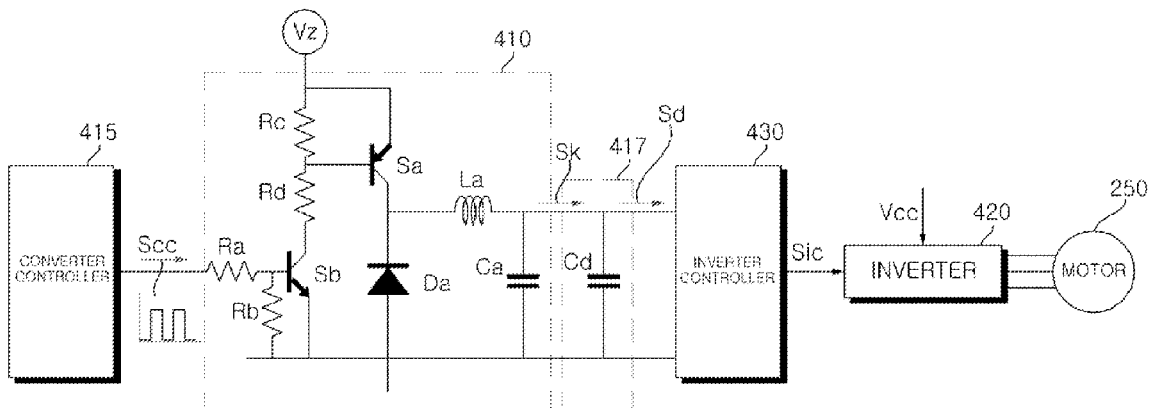 Vz
410
415
Rc
Sa
Rd
La
Sk
417
Sd
430
Vcc
420
250
CONVERTER
CONTROLLER
Scc
Ra
Sb
Rb
Da
Ca
Cd
INVERTER
CONTROLLER
Sic
INVERTER
MOTOR